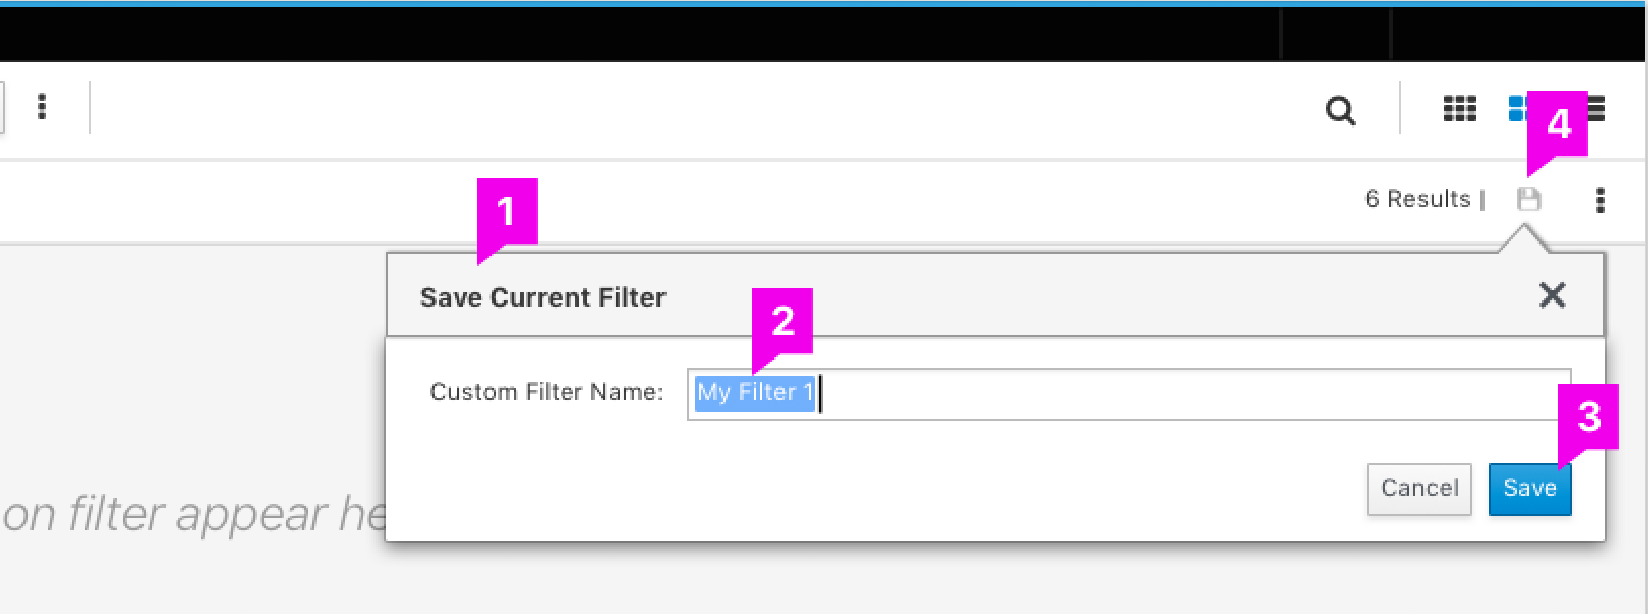 4
6 Results |
1
Save Current Filter
2
Custom Filter Name: My Filter 1
3
Cancel Save
on filter appear he